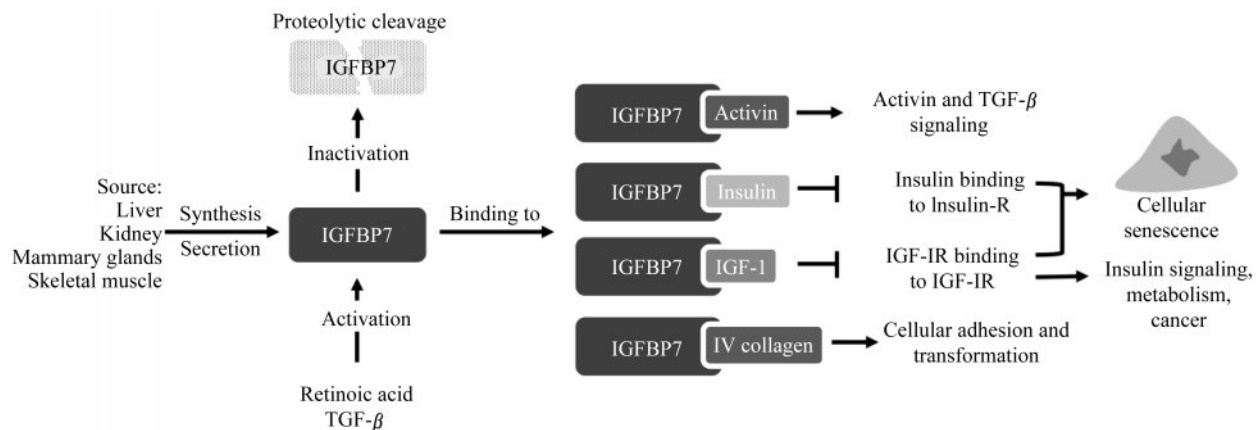 Proteolytic cleavage
IGFBP7
Inactivation
Source:
Liver
Kidney
Mammary glands
Skeletal muscle
Synthesis
Secretion
IGFBP7
Binding to
Activation
Retinoic acid
TGF-β
IGFBP7
Activin
Activin and TGF-β
signaling
IGFBP7
Insulin
Insulin binding
to Insulin-R
IGFBP7
IGF-1
IGF-IR binding
to IGF-IR
IGFBP7
IV collagen
Cellular adhesion and
transformation
Cellular
senescence
Insulin signaling,
metabolism,
cancer